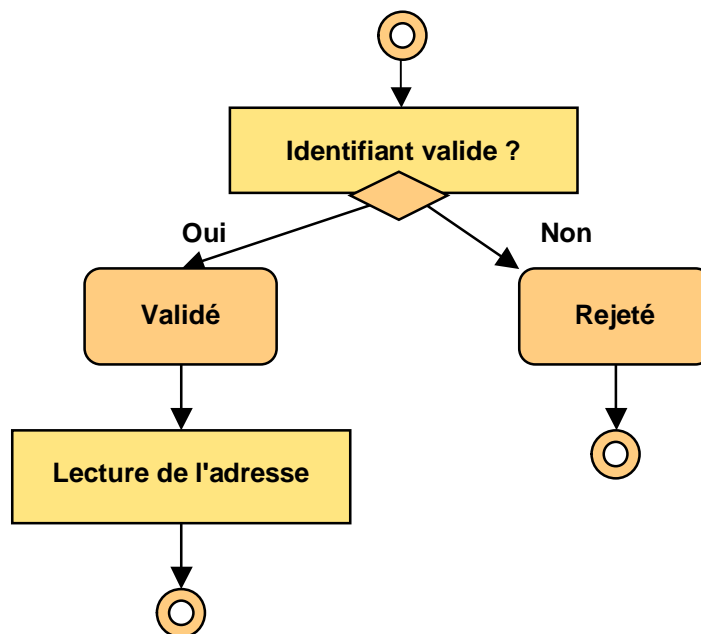 Identifiant valide ?
Oui
Non
Validé
Rejeté
Lecture de l'adresse